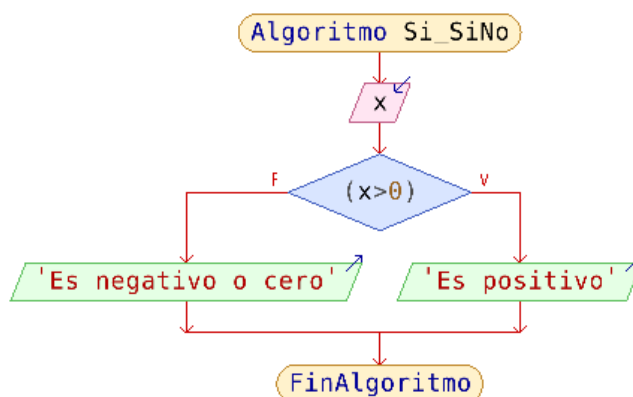 Algoritmo Si_SiNo
x
F
(x>0)
V
'Es negativo o cero'
'Es positivo'
FinAlgoritmo